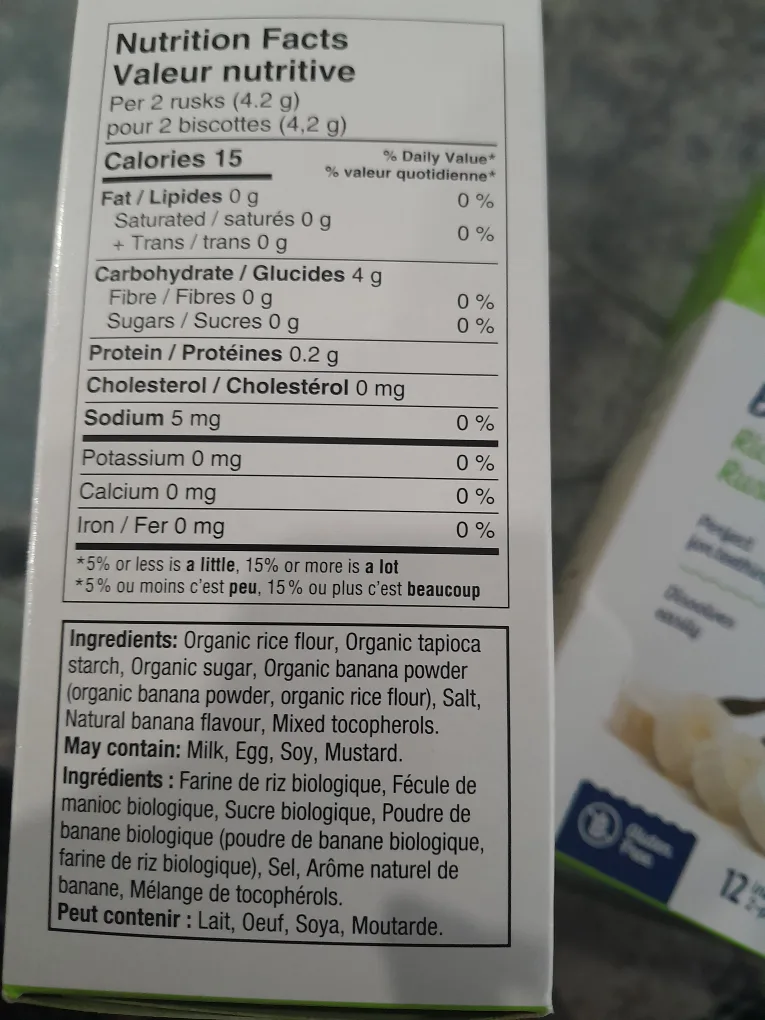 Nutrition Facts
Valeur nutritive
Per 2 rusks (4.2 g)
pour 2 biscottes (4,2 g)
Calories 15
% Daily Value*
% valeur quotidienne*
Fat / Lipides 0 g 0 %
Saturated / saturés 0 g
+ Trans / trans 0 g 0 %
Carbohydrate / Glucides 4 g
Fibre / Fibres 0 g 0 %
Sugars / Sucres 0 g 0 %
Protein / Protéines 0.2 g
Cholesterol / Cholestérol 0 mg
Sodium 5 mg 0 %
Potassium 0 mg 0 %
Calcium 0 mg 0 %
Iron / Fer 0 mg 0 %
*5% or less is a little, 15% or more is a lot
*5% ou moins c'est peu, 15% ou plus c'est beaucoup
Ingredients: Organic rice flour, Organic tapioca
starch, Organic sugar, Organic banana powder
(organic banana powder, organic rice flour), Salt,
Natural banana flavour, Mixed tocopherols.
May contain: Milk, Egg, Soy, Mustard.
Ingrédients : Farine de riz biologique, Fécule de
manioc biologique, Sucre biologique, Poudre de
banane biologique (poudre de banane biologique,
farine de riz biologique), Sel, Arôme naturel de
banane, Mélange de tocophérols.
Peut contenir : Lait, Oeuf, Soya, Moutarde.
Dissolves
easily
Gluten
Free
12